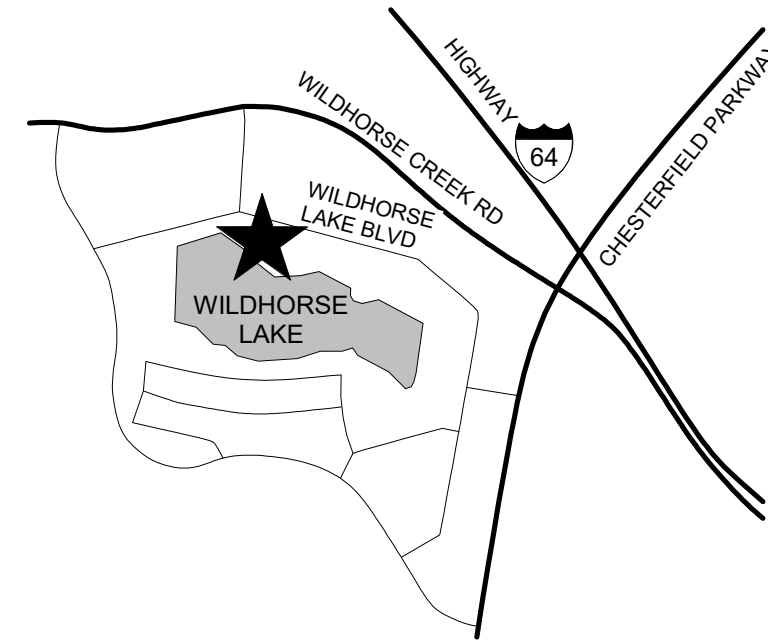 HIGHWAY
64
CHESTERFIELD PARKWAY
WILDHORSE CREEK RD
WILDHORSE
LAKE BLVD
WILDHORSE
LAKE